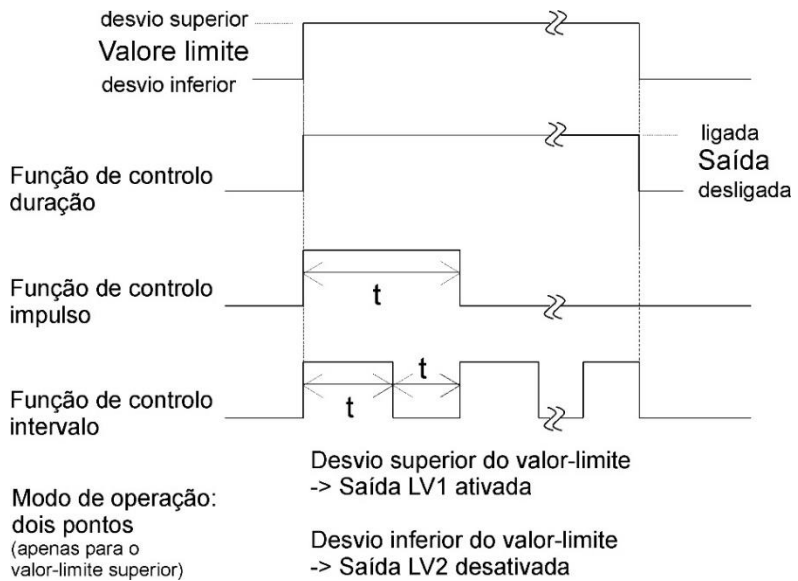 desvio superior
Valore limite
desvio inferior
ligada
Saída
desligada
Função de controlo
duração
Função de controlo
impulso
t
Função de controlo
intervalo
t
t
Desvio superior do valor-limite
-> Saída LV1 ativada
Modo de operação:
dois pontos
(apenas para o
valor-limite superior)
Desvio inferior do valor-limite
-> Saída LV2 desativada